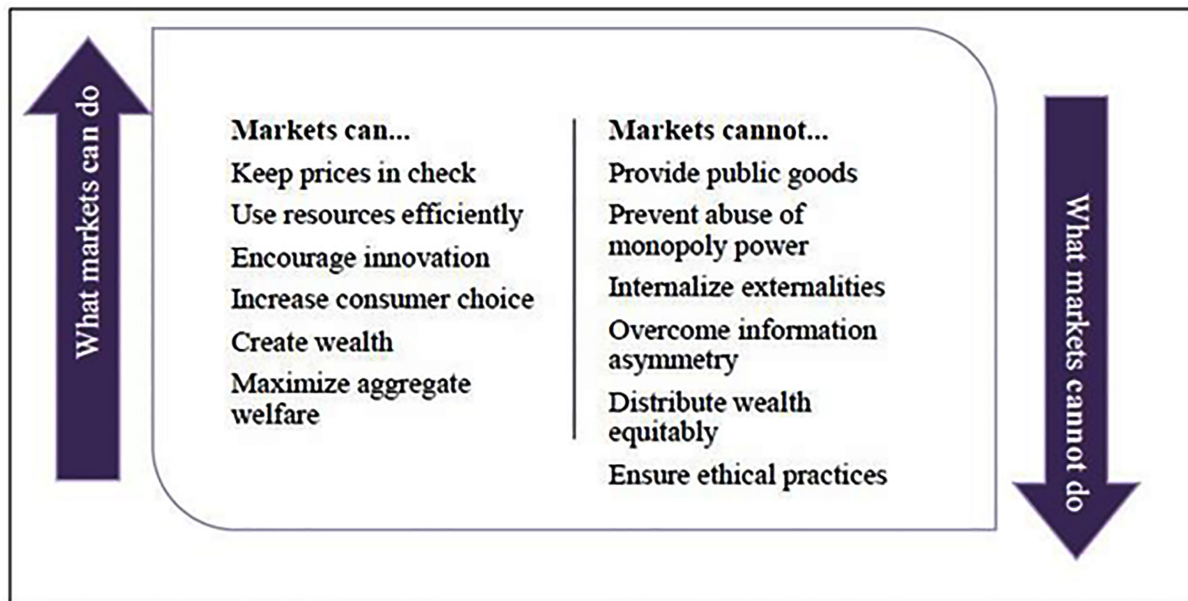 What markets can do
Markets can...
Keep prices in check
Use resources efficiently
Encourage innovation
Increase consumer choice
Create wealth
Maximize aggregate
welfare
Markets cannot...
Provide public goods
Prevent abuse of
monopoly power
Internalize externalities
Overcome information
asymmetry
Distribute wealth
equitably
Ensure ethical practices
What markets cannot do